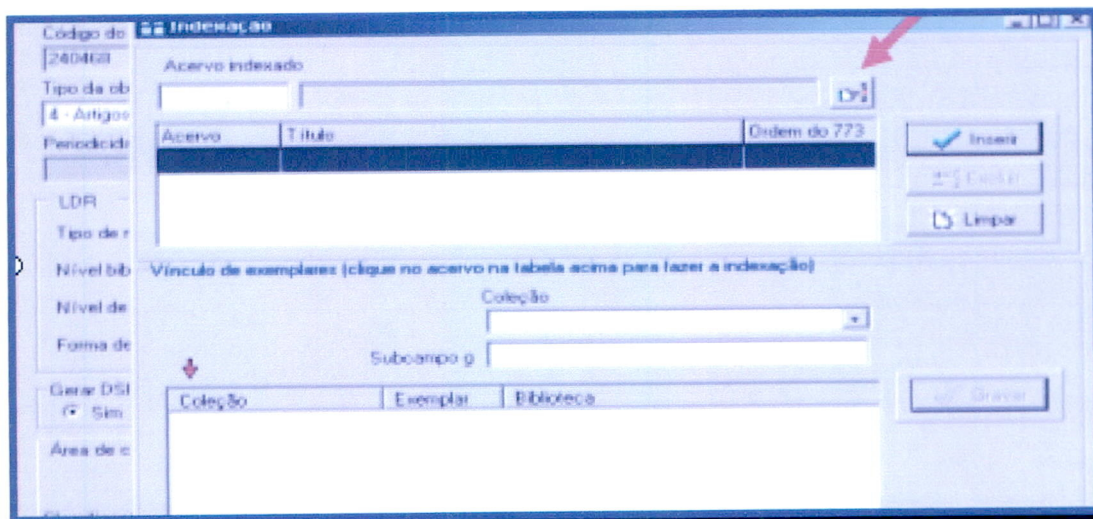 Indexação
Código do
240468
Tipo da ob
4 - Artigos
Periodicida
LDR
Tipo de r
Nível bib
Nível de
Forma de
Gerar DSI
Sim
Área de c
Acervo indexado
Acervo Título Ordem do 773
Inserir
Excluir
Limpar
Vínculo de exemplares (clique no acervo na tabela acima para fazer a indexação)
Coleção
Subcampo g
Coleção Exemplar Biblioteca
Gravar